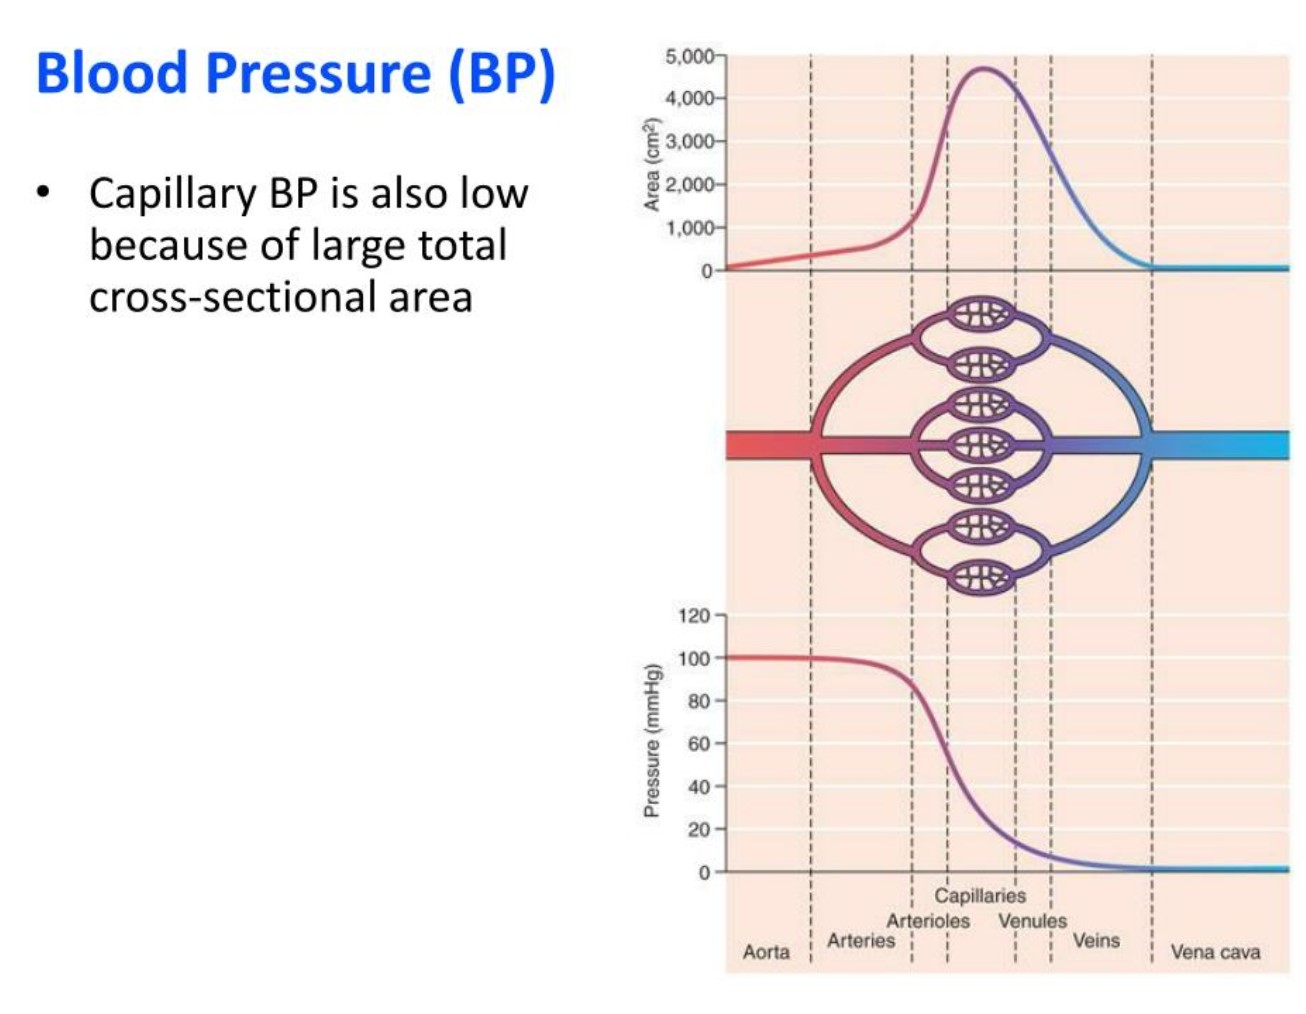 Blood Pressure (BP)
• Capillary BP is also low
because of large total
cross-sectional area
5,000
4,000
3,000
2,000
1,000
0
Area (cm²)
120
100
80
60
40
20
0
Pressure (mmHg)
Capillaries
Arterioles
Venules
Arteries
Veins
Aorta
Vena cava